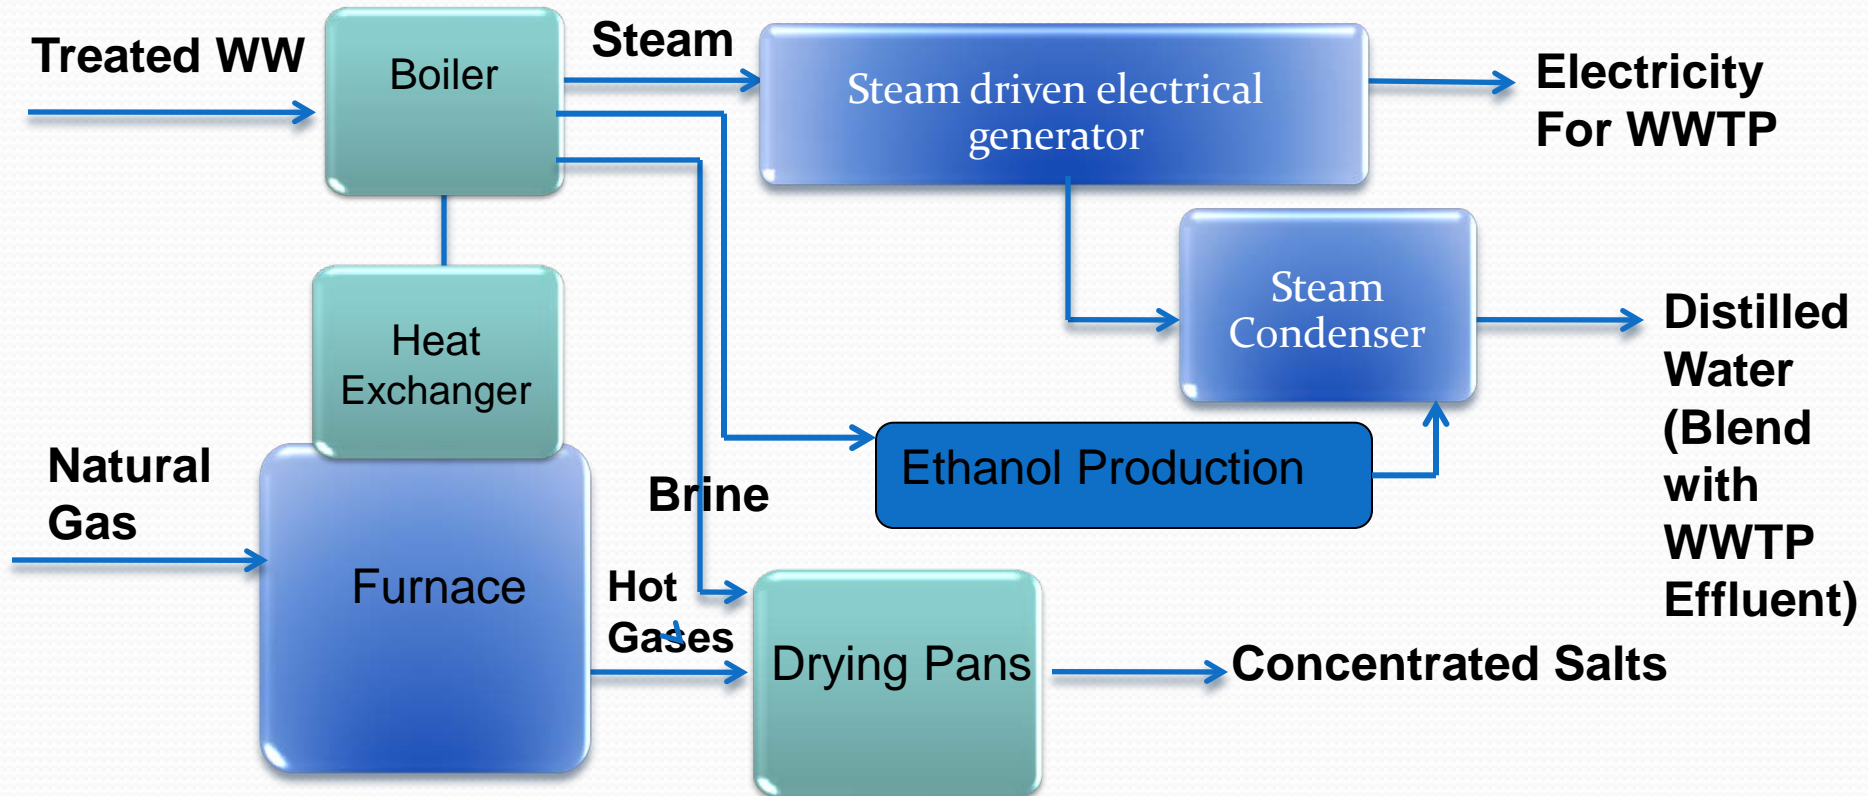 Treated WW
Boiler
Steam
Steam driven electrical
generator
Electricity
For WWTP
Heat
Exchanger
Steam
Condenser
Distilled
Water
(Blend
with
WWTP
Effluent)
Natural
Gas
Furnace
Brine
Ethanol Production
Hot
Gases
Drying Pans
Concentrated Salts